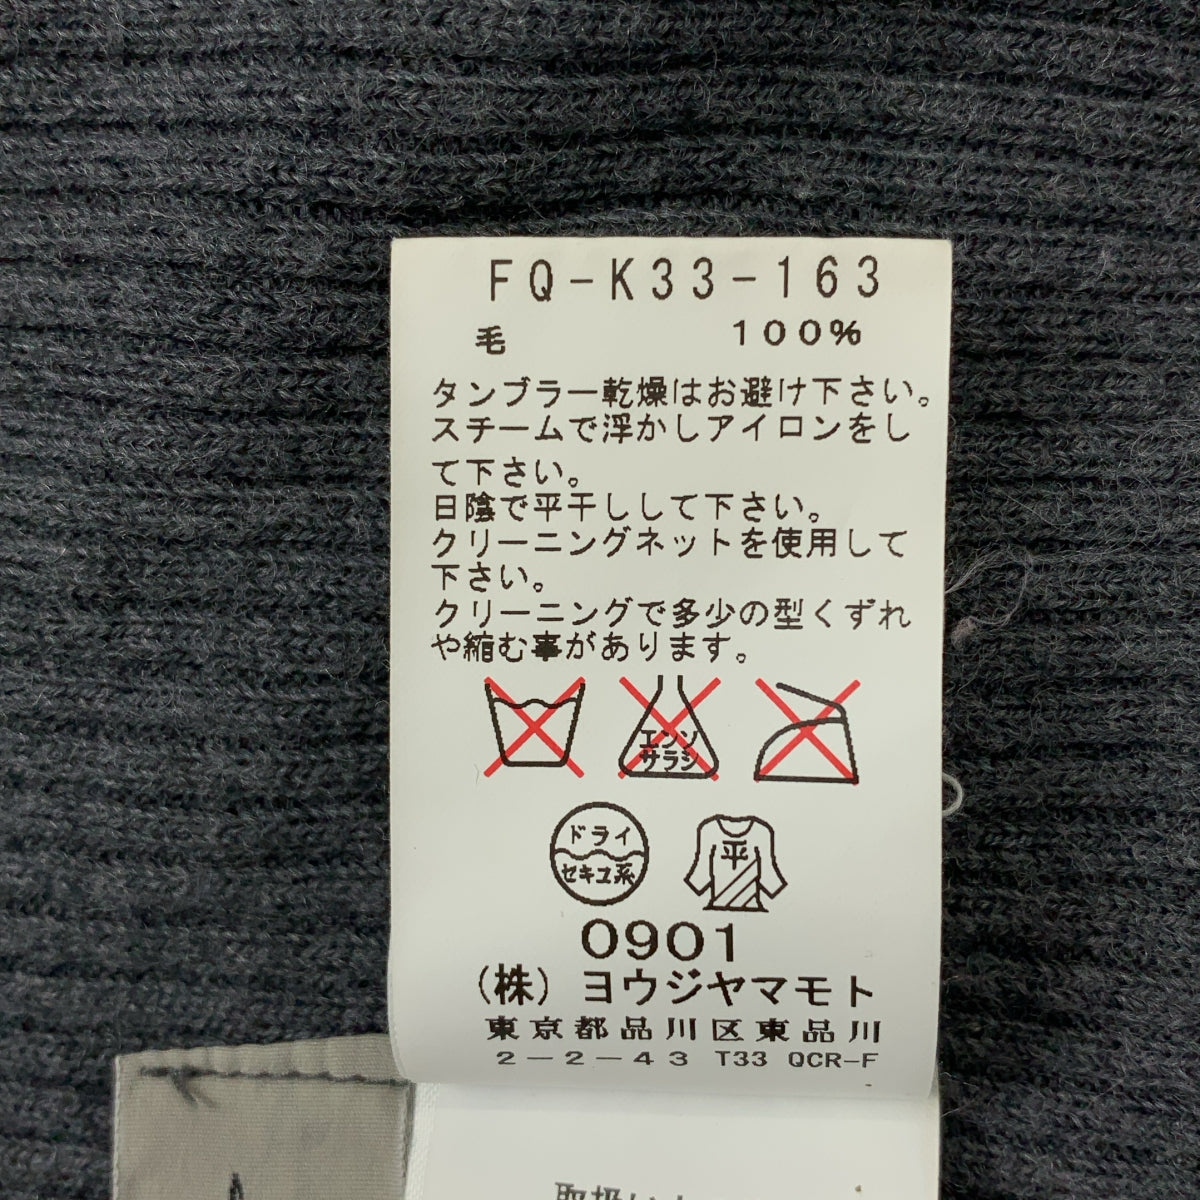 FQ-K33-163
毛 100%
タンブラー乾燥はお避け下さい。
スチームで浮かしアイロンをし
て下さい。
日陰で平干しして下さい。
クリーニングネットを使用して
下さい。
クリーニングで多少の型くずれ
や縮む事があります。
エンソ
サラシ
ドライ
セキユ系
平
0901
(株) ヨウジヤマモト
東京都品川区東品川
2-2-43 T33 QCR-F